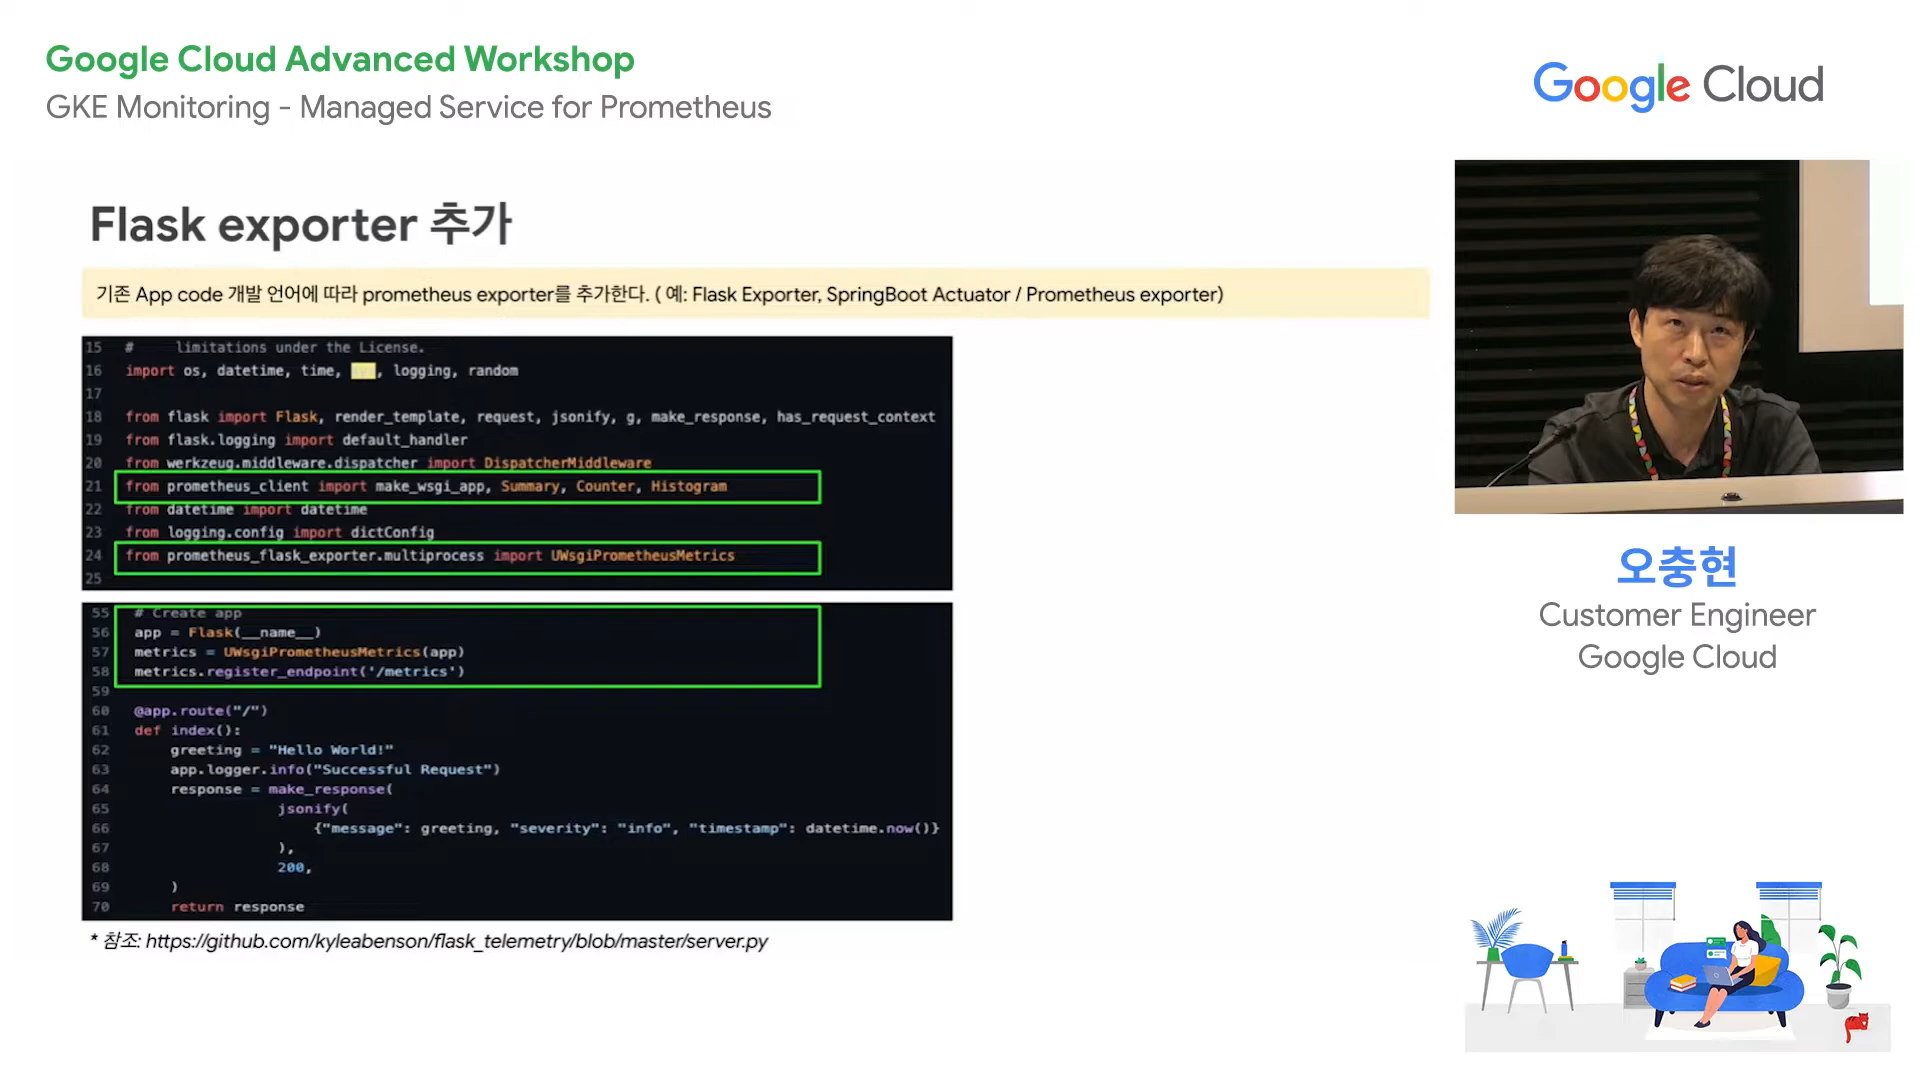 Google Cloud Advanced Workshop
GKE Monitoring - Managed Service for Prometheus
Google Cloud
Flask exporter 추가
기존 App code 개발 언어에 따라 prometheus exporter를 추가한다. ( 예: Flask Exporter, SpringBoot Actuator / Prometheus exporter)
15 # limitations under the License.
16 import os, datetime, time, , logging, random
17
18 from flask import Flask, render_template, request, jsonify, g, make_response, has_request_context
19 from flask.logging import default_handler
20 from werkzeug.middleware.dispatcher import DispatcherMiddleware
21 from prometheus_client import make_wsgi_app, Summary, Counter, Histogram
22 from datetime import datetime
23 from logging.config import dictConfig
24 from prometheus_flask_exporter.multiprocess import UWsgiPrometheusMetrics
25
55 # Create app
56 app = Flask(__name__)
57 metrics = UWsgiPrometheusMetrics(app)
58 metrics.register_endpoint('/metrics')
59
60 @app.route("/")
61 def index():
62 greeting = "Hello World!"
63 app.logger.info("Successful Request")
64 response = make_response(
65 jsonify(
66 {"message": greeting, "severity": "info", "timestamp": datetime.now()}
67 ),
68 200,
69 )
70 return response
* 참조: https://github.com/kyleabenson/flask_telemetry/blob/master/server.py
오충현
Customer Engineer
Google Cloud